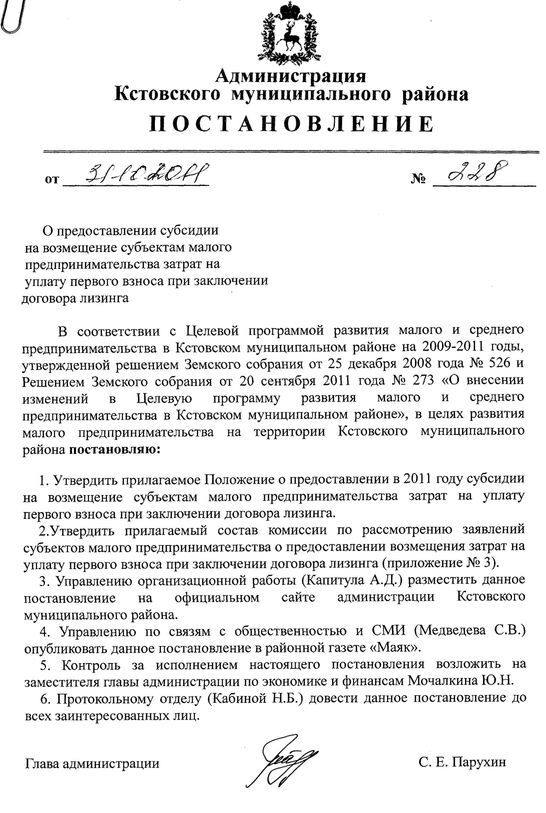 Администрация
Кстовского муниципального района
ПОСТАНОВЛЕНИЕ
от 31.10.2011 № 228
О предоставлении субсидии
на возмещение субъектам малого
предпринимательства затрат на
уплату первого взноса при заключении
договора лизинга
В соответствии с Целевой программой развития малого и среднего
предпринимательства в Кстовском муниципальном районе на 2009-2011 годы,
утвержденной решением Земского собрания от 25 декабря 2008 года № 526 и
Решением Земского собрания от 20 сентября 2011 года № 273 «О внесении
изменений в Целевую программу развития малого и среднего
предпринимательства в Кстовском муниципальном районе», в целях развития
малого предпринимательства на территории Кстовского муниципального
района постановляю:
1. Утвердить прилагаемое Положение о предоставлении в 2011 году субсидии
на возмещение субъектам малого предпринимательства затрат на уплату
первого взноса при заключении договора лизинга.
2.Утвердить прилагаемый состав комиссии по рассмотрению заявлений
субъектов малого предпринимательства о предоставлении возмещения затрат на
уплату первого взноса при заключении договора лизинга (приложение № 3).
3. Управлению организационной работы (Капитула А.Д.) разместить данное
постановление на официальном сайте администрации Кстовского
муниципального района.
4. Управлению по связям с общественностью и СМИ (Медведева С.В.)
опубликовать данное постановление в районной газете «Маяк».
5. Контроль за исполнением настоящего постановления возложить на
заместителя главы администрации по экономике и финансам Мочалкина Ю.Н.
6. Протокольному отделу (Кабиной Н.Б.) довести данное постановление до
всех заинтересованных лиц.
Глава администрации С. Е. Парухин